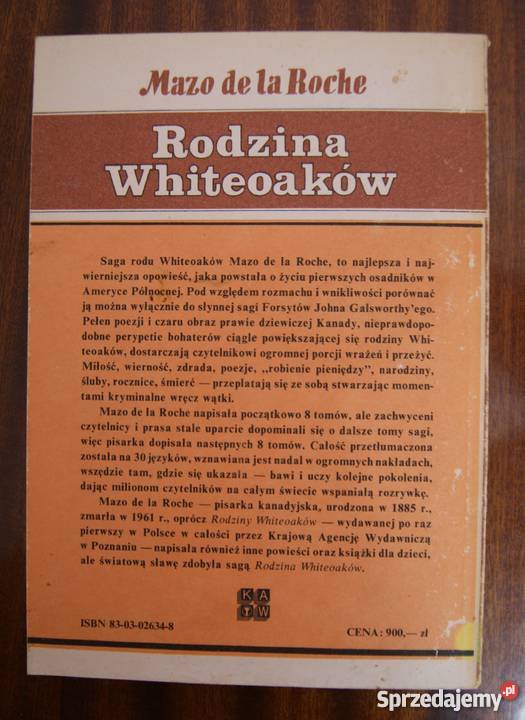 Mazo de la Roche
Rodzina
Whiteoaków
Saga rodu Whiteoaków Mazo de la Roche, to najlepsza i naj-
wierniejsza opowieść, jaka powstała o życiu pierwszych osadników w
Ameryce Północnej. Pod względem rozmachu i wnikliwości porównać
ją można wyłącznie do słynnej sagi Forsytów Johna Galsworthy'ego.
Pełen poezji i czaru obraz prawie dziewiczej Kanady, nieprawdopo-
dobne perypetie bohaterów ciągle powiększającej się rodziny Whi-
teoaków, dostarczają czytelnikowi ogromnej porcji wrażeń i przeżyć.
Miłość, wierność, zdrada, poezje, „robienie pieniędzy”, narodziny,
śluby, rocznice, śmierć — przeplatają się ze sobą stwarzając momen-
tami kryminalne wręcz wątki.
Mazo de la Roche napisała początkowo 8 tomów, ale zachwyceni
czytelnicy i prasa stale uparcie dopominali się o dalsze tomy sagi,
więc pisarka dopisała następnych 8 tomów. Całość przetłumaczona
została na 30 języków, wznawiana jest nadal w ogromnych nakładach,
wszędzie tam, gdzie się ukazała — bawi i uczy kolejne pokolenia,
dając milionom czytelników na całym świecie wspaniałą rozrywkę.
Mazo de la Roche — pisarka kanadyjska, urodzona w 1885 r.,
zmarła w 1961 r., oprócz Rodziny Whiteoaków — wydawanej po raz
pierwszy w Polsce w całości przez Krajową Agencję Wydawniczą
w Poznaniu — napisała również inne powieści oraz książki dla dzieci,
ale światową sławę zdobyła sagą Rodzina Whiteoaków.
K A
W
ISBN 83-03-02634-8
CENA: 900,— zł
Sprzedajemy.pl